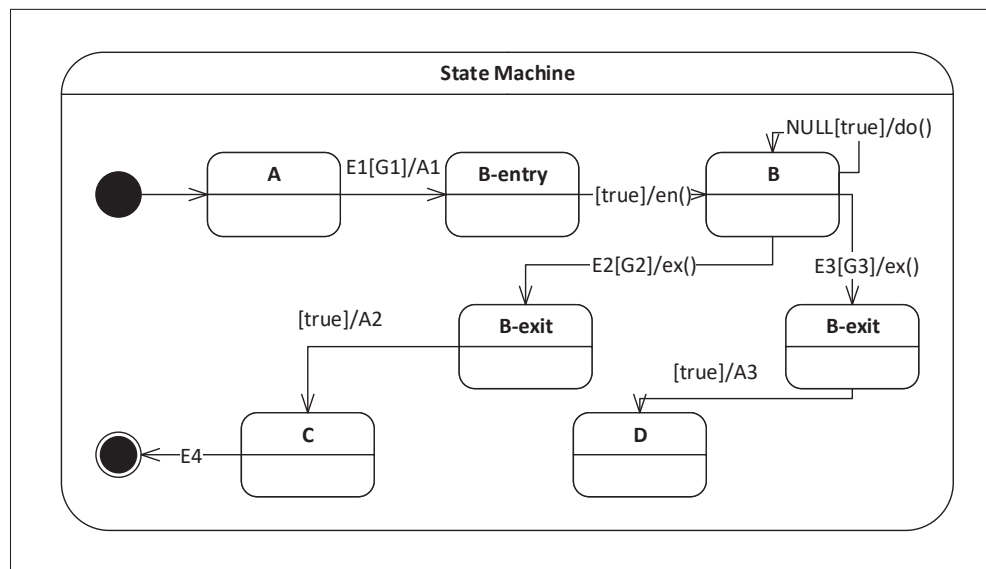 State Machine
NULL[true]/do()
A
E1[G1]/A1
B-entry
[true]/en()
B
E2[G2]/ex()
E3[G3]/ex()
[true]/A2
B-exit
B-exit
[true]/A3
C
D
E4